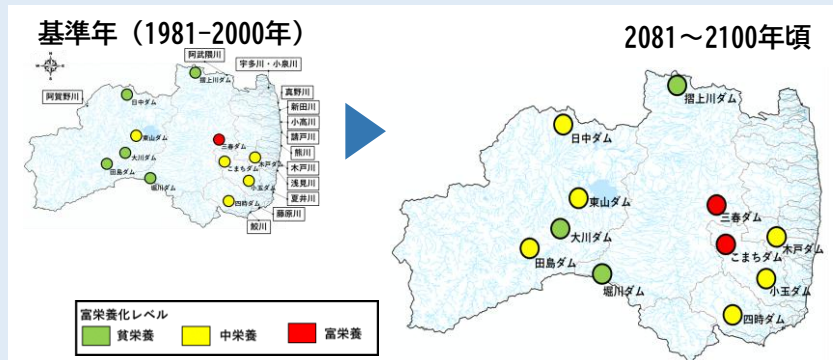 基準年（1981-2000年）
2081～2100年頃
阿武隈川
宇多川・小泉川
真野川
新田川
小高川
請戸川
熊川
木戸川
浅見川
夏井川
藤原川
鮫川
阿賀野川
摺上川ダム
日中ダム
東山ダム
三春ダム
大川ダム
こまちダム
木戸ダム
田島ダム
小玉ダム
堀川ダム
四時ダム
摺上川ダム
日中ダム
東山ダム
三春ダム
大川ダム
木戸ダム
こまちダム
田島ダム
堀川ダム
小玉ダム
四時ダム
富栄養化レベル
貧栄養 中栄養 富栄養